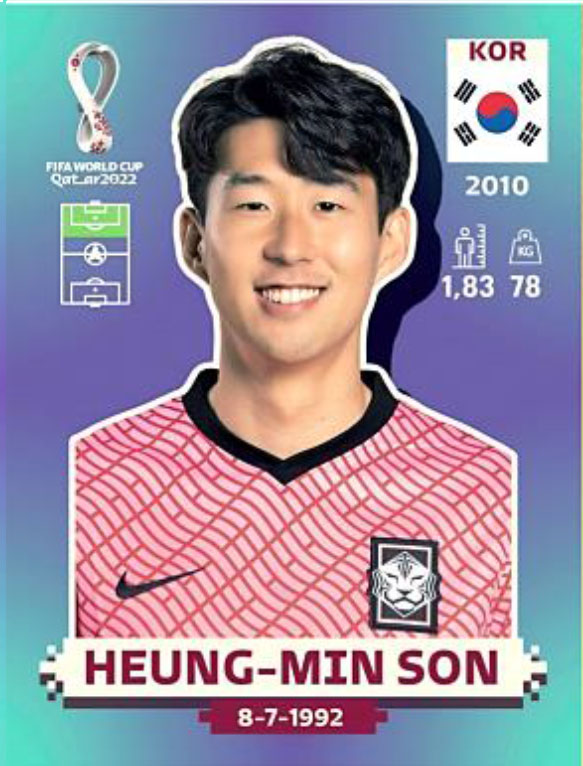 KOR
FIFA WORLD CUP
Qatar2022
2010
KG
1,83 78
HEUNG-MIN SON
8-7-1992